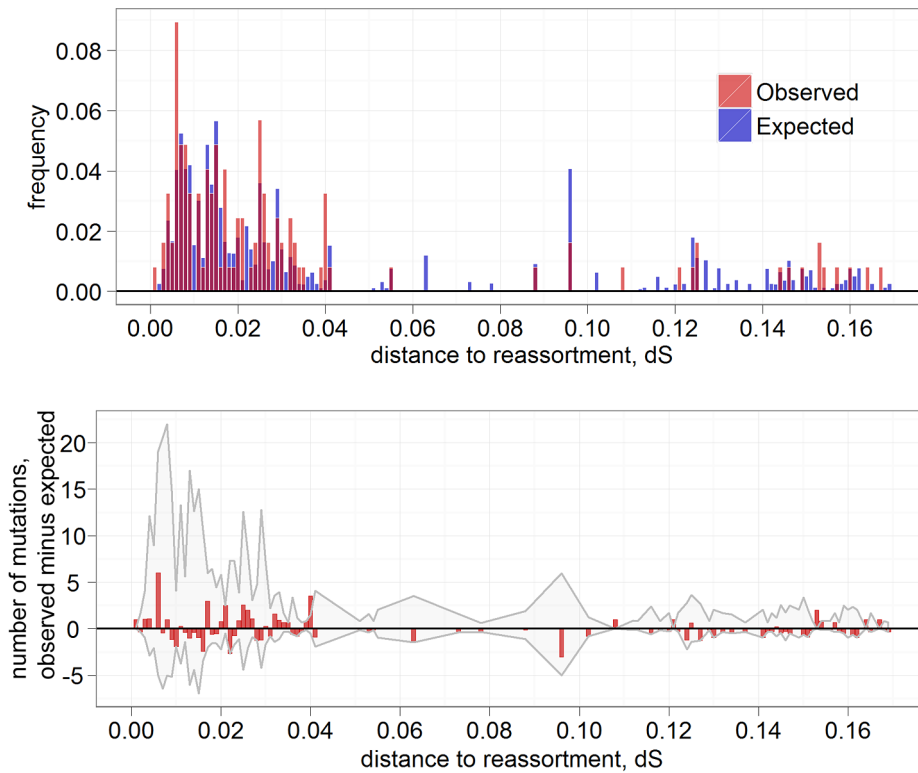 0.08
0.06
0.04
0.02
0.00
frequency
Observed
Expected
0.00 0.02 0.04 0.06 0.08 0.10 0.12 0.14 0.16
distance to reassortment, dS
number of mutations,
observed minus expected
20
15
10
5
0
-5
0.00 0.02 0.04 0.06 0.08 0.10 0.12 0.14 0.16
distance to reassortment, dS